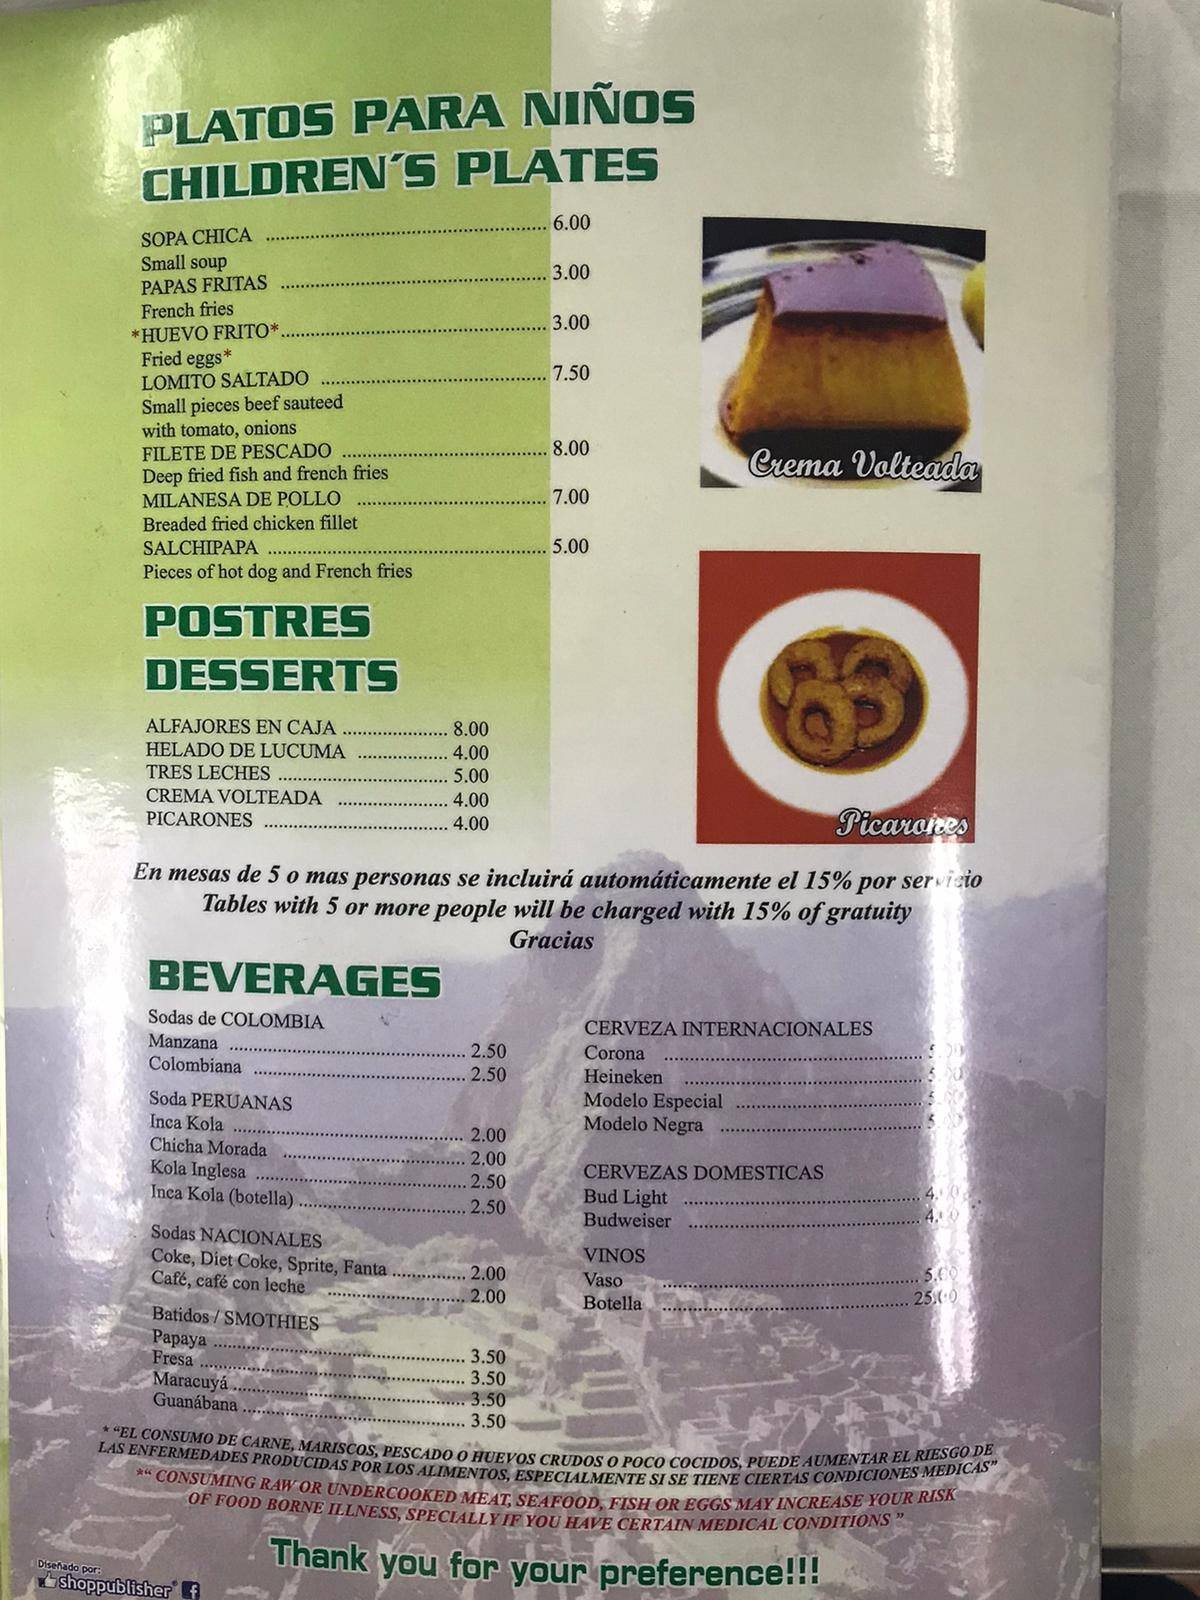 PLATOS PARA NIÑOS
CHILDREN´S PLATES
SOPA CHICA ........ 6.00
Small soup
PAPAS FRITAS ........ 3.00
French fries
*HUEVO FRITO* ........ 3.00
Fried eggs*
LOMITO SALTADO ........ 7.50
Small pieces beef sauteed
with tomato, onions
FILETE DE PESCADO ........ 8.00
Deep fried fish and french fries
MILANESA DE POLLO ........ 7.00
Breaded fried chicken fillet
SALCHIPAPA ........ 5.00
Pieces of hot dog and French fries
Crema Volteada
Picarones
POSTRES
DESSERTS
ALFAJORES EN CAJA ........ 8.00
HELADO DE LUCUMA ........ 4.00
TRES LECHES ........ 5.00
CREMA VOLTEADA ........ 4.00
PICARONES ........ 4.00
En mesas de 5 o mas personas se incluirá automáticamente el 15% por servicio
Tables with 5 or more people will be charged with 15% of gratuity
Gracias
BEVERAGES
Sodas de COLOMBIA
Manzana ........ 2.50
Colombiana ........ 2.50
Soda PERUANAS
Inca Kola ........ 2.00
Chicha Morada ........ 2.00
Kola Inglesa ........ 2.50
Inca Kola (botella) ........ 2.50
Sodas NACIONALES
Coke, Diet Coke, Sprite, Fanta ........ 2.00
Café, café con leche ........ 2.00
Batidos / SMOTHIES
Papaya ........ 3.50
Fresa ........ 3.50
Maracuyá ........ 3.50
Guanábana ........ 3.50
CERVEZA INTERNACIONALES
Corona ........
Heineken ........
Modelo Especial ........
Modelo Negra ........
CERVEZAS DOMESTICAS
Bud Light ........
Budweiser ........
VINOS
Vaso ........ 5.00
Botella ........ 25.00
* “EL CONSUMO DE CARNE, MARISCOS, PESCADO O HUEVOS CRUDOS O POCO COCIDOS, PUEDE AUMENTAR EL RIESGO DE
LAS ENFERMEDADES PRODUCIDAS POR LOS ALIMENTOS, ESPECIALMENTE SI SE TIENE CIERTAS CONDICIONES MEDICAS”
*“ CONSUMING RAW OR UNDERCOOKED MEAT, SEAFOOD, FISH OR EGGS MAY INCREASE YOUR RISK
OF FOOD BORNE ILLNESS, SPECIALLY IF YOU HAVE CERTAIN MEDICAL CONDITIONS ”
Thank you for your preference!!!
Diseñado por:
shoppublisher® f